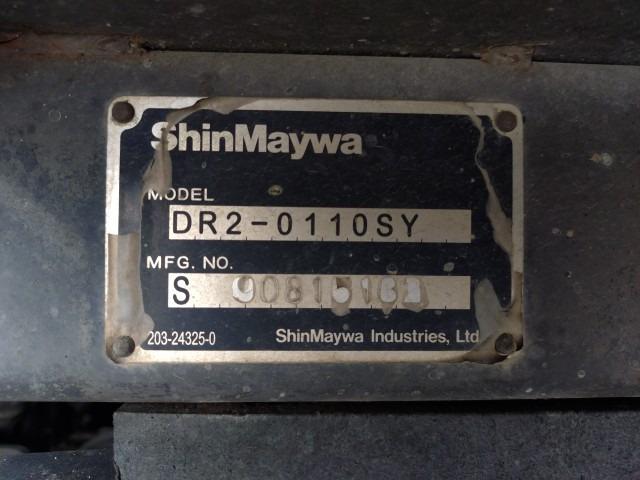 ShinMaywa
MODEL
DR2-0110SY
MFG. NO.
S
203-24325-0
ShinMaywa Industries, Ltd